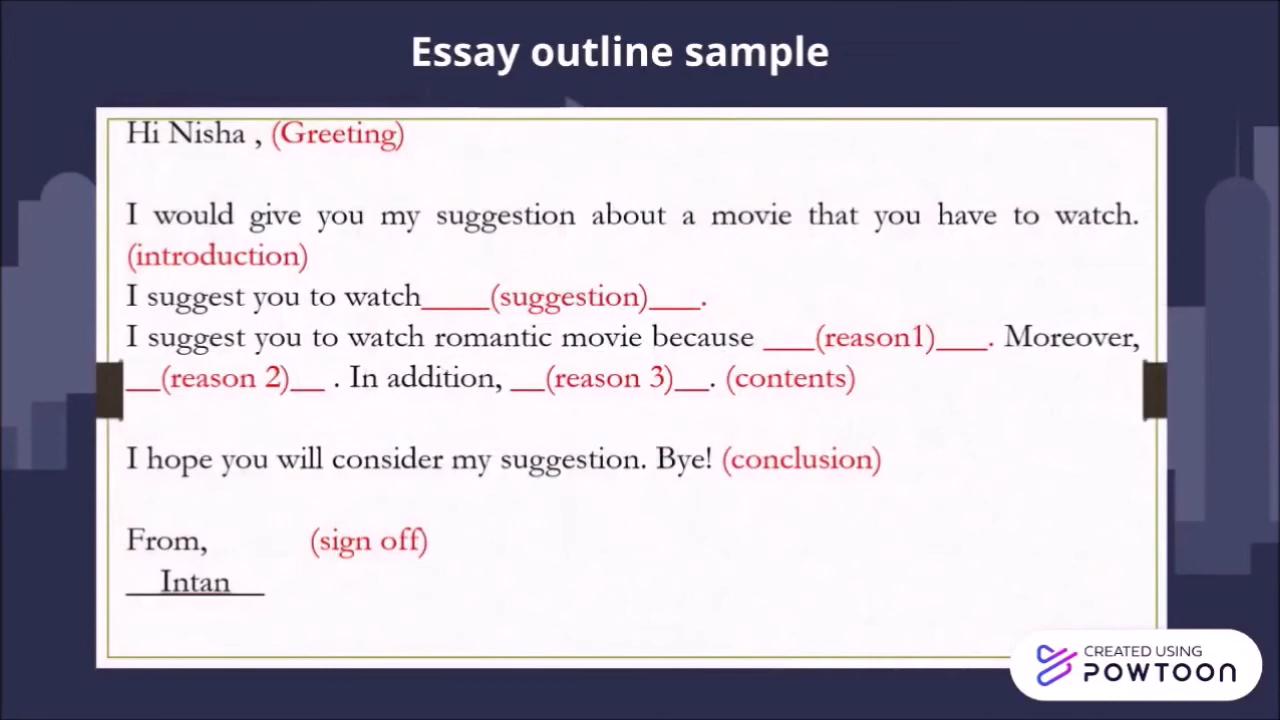 Essay outline sample
Hi Nisha , (Greeting)
I would give you my suggestion about a movie that you have to watch.
(introduction)
I suggest you to watch____(suggestion)___.
I suggest you to watch romantic movie because ___(reason1)___. Moreover,
__(reason 2)__ . In addition, __(reason 3)__. (contents)
I hope you will consider my suggestion. Bye! (conclusion)
From, (sign off)
__Intan__
CREATED USING
POWTOON